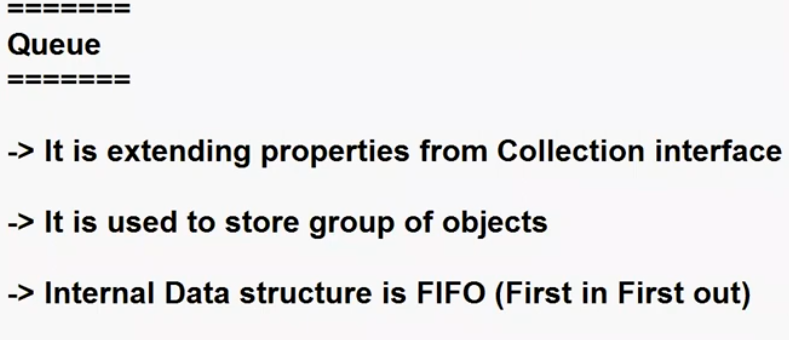 =======
Queue
=======
-> It is extending properties from Collection interface
-> It is used to store group of objects
-> Internal Data structure is FIFO (First in First out)